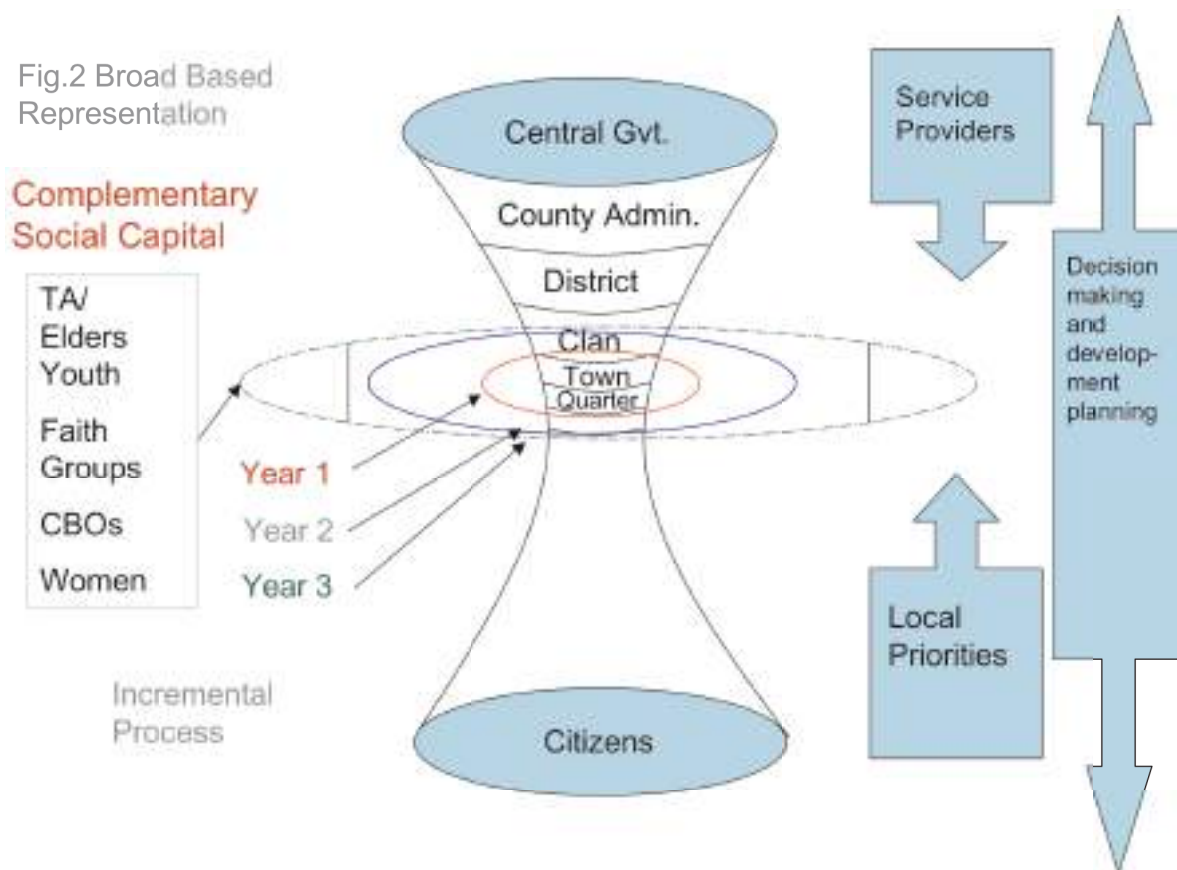 Fig.2 Broad Based
Representation
Complementary
Social Capital
TA/
Elders
Youth
Faith
Groups
CBOs
Women
Year 1
Year 2
Year 3
Incremental
Process
Central Gvt.
County Admin.
District
Clan
Town
Quarter
Citizens
Service
Providers
Local
Priorities
Decision
making
and
develop-
ment
planning